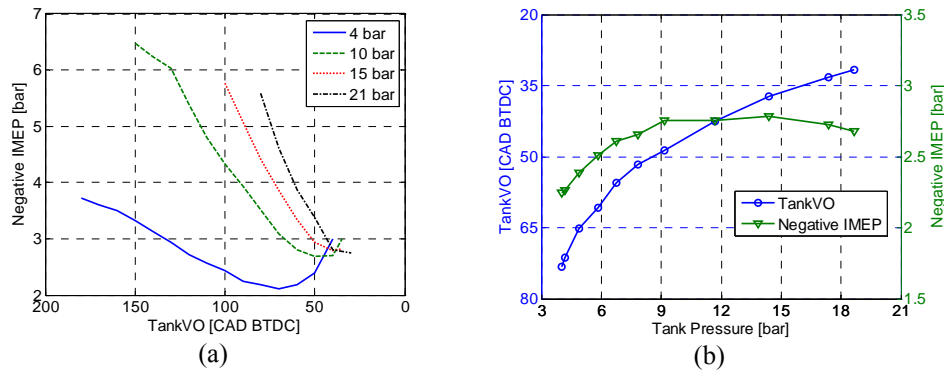 7
6
5
4
3
2
Negative IMEP [bar]
200 150 100 50 0
TankVO [CAD BTDC]
4 bar
10 bar
15 bar
21 bar
(a)
20
35
50
65
80
TankVO [CAD BTDC]
3 6 9 12 15 18 21
Tank Pressure [bar]
3.5
3
2.5
2
1.5
Negative IMEP [bar]
TankVO
Negative IMEP
(b)